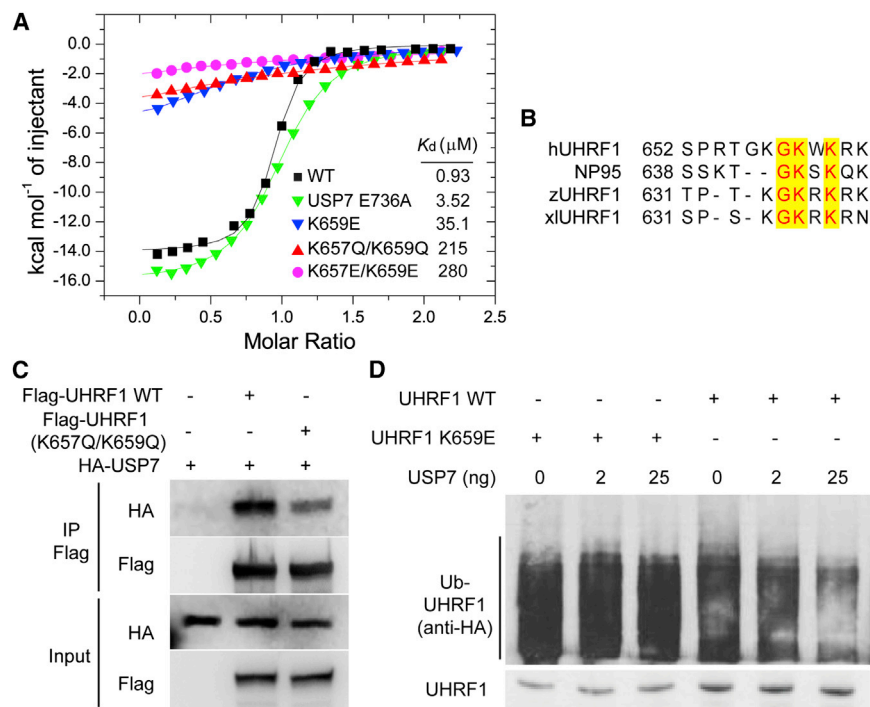 A
0.0
-2.0
-4.0
-6.0
-8.0
-10.0
-12.0
-14.0
-16.0
kcal mol-1 of injectant
0.0 0.5 1.0 1.5 2.0 2.5
Molar Ratio
Kd (μM)
WT 0.93
USP7 E736A 3.52
K659E 35.1
K657Q/K659Q 215
K657E/K659E 280
B
hUHRF1 652 S P R T G K G K W K R K
NP95 638 S S K T - - G K S K Q K
zUHRF1 631 T P - T - K G K R K R K
xlUHRF1 631 S P - S - K G K R K R N
C
Flag-UHRF1 WT - + -
Flag-UHRF1
(K657Q/K659Q) - - +
HA-USP7 + + +
IP
Flag
HA
Flag
Input
HA
Flag
D
UHRF1 WT - - - + + +
UHRF1 K659E + + + - - -
USP7 (ng) 0 2 25 0 2 25
Ub-
UHRF1
(anti-HA)
UHRF1